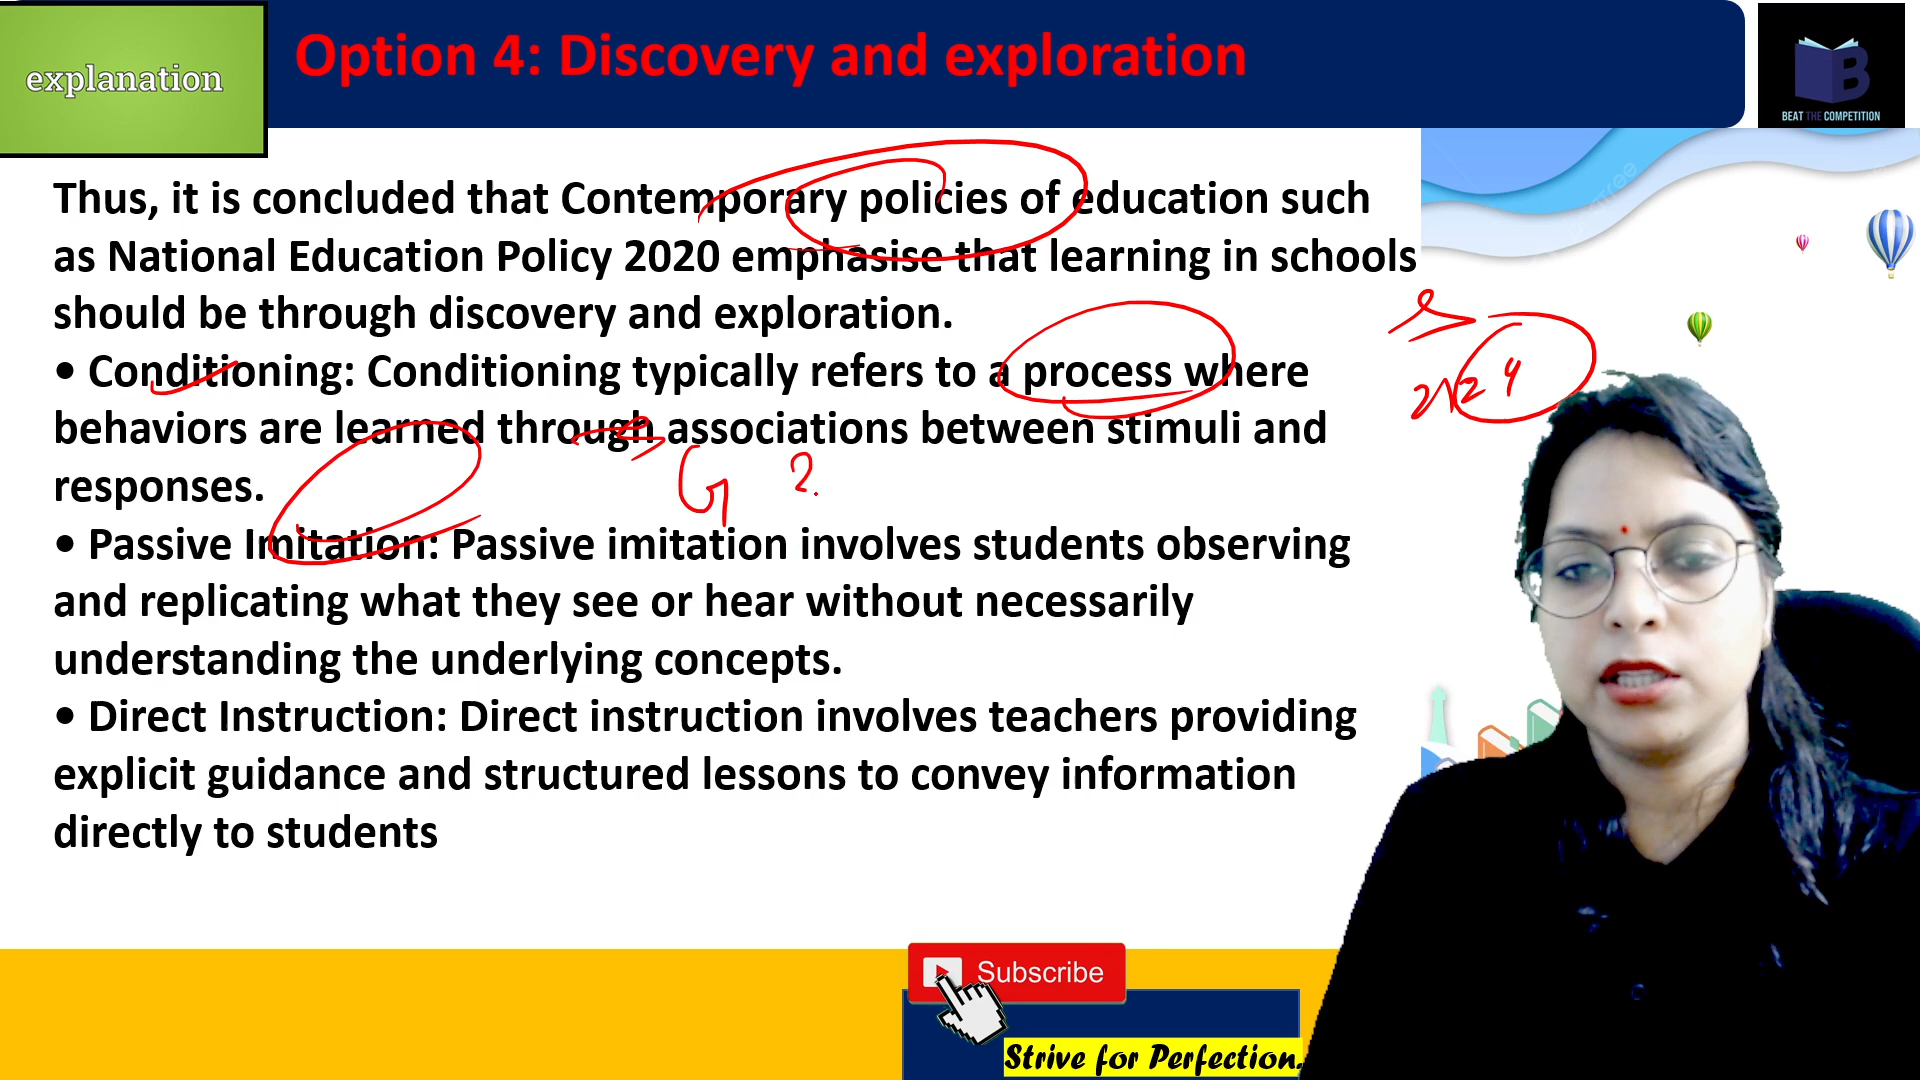 explanation
Option 4: Discovery and exploration
BEAT THE COMPETITION
Thus, it is concluded that Contemporary policies of education such
as National Education Policy 2020 emphasise that learning in schools
should be through discovery and exploration.
• Conditioning: Conditioning typically refers to a process where
behaviors are learned through associations between stimuli and
responses.
• Passive Imitation: Passive imitation involves students observing
and replicating what they see or hear without necessarily
understanding the underlying concepts.
• Direct Instruction: Direct instruction involves teachers providing
explicit guidance and structured lessons to convey information
directly to students
Subscribe
Strive for Perfection.